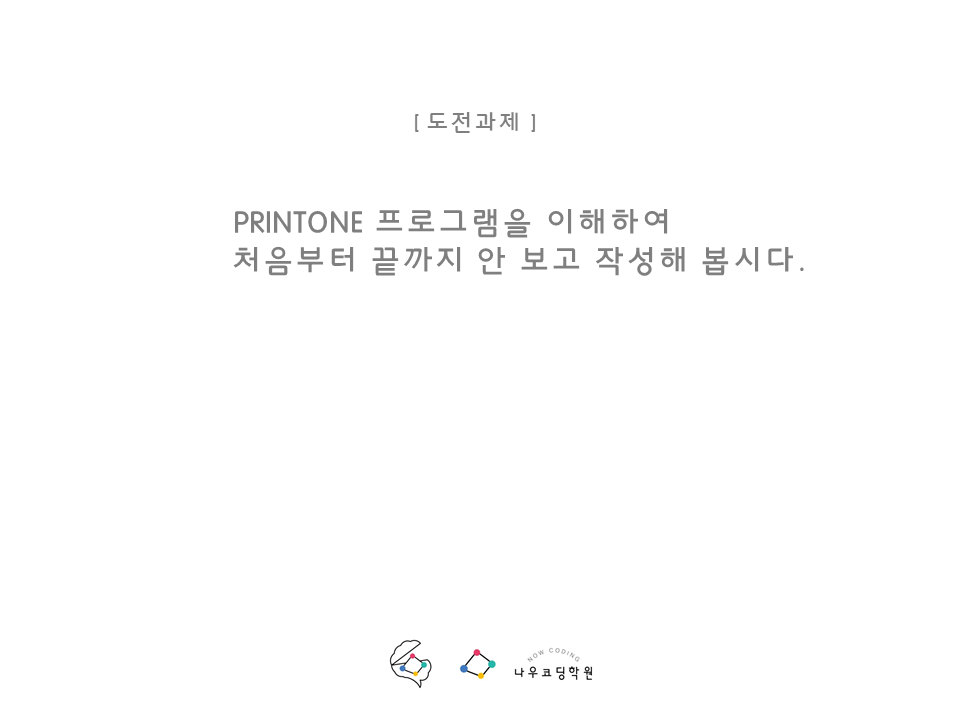 [ 도전과제 ]
PRINTONE 프로그램을 이해하여
처음부터 끝까지 안 보고 작성해 봅시다.
NOW CODING
나우코딩학원